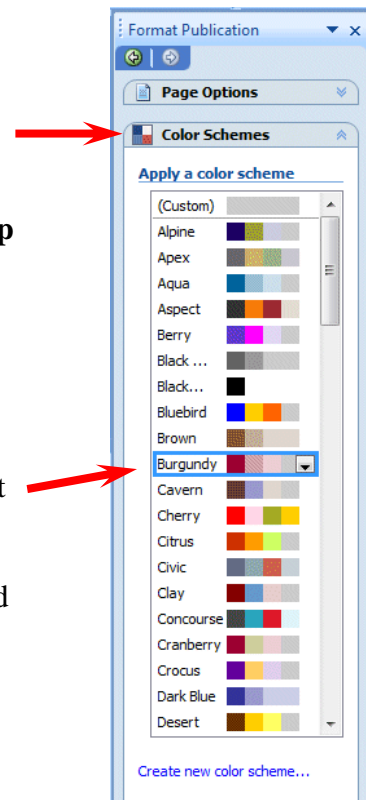 Format Publication
Page Options
Color Schemes
Apply a color scheme
(Custom)
p
Alpine
Apex
Aqua
Aspect
Berry
Black ...
Black...
Bluebird
Brown
Burgundy
t
Cavern
Cherry
Citrus
Civic
Clay
d
Concourse
Cranberry
Crocus
Dark Blue
Desert
Create new color scheme...